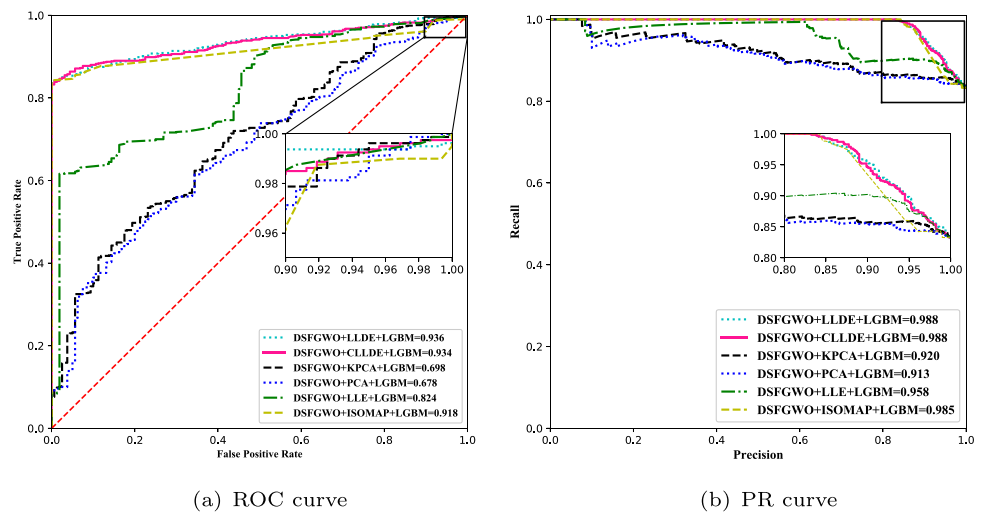 1.0
0.8
0.6
0.4
0.2
0.0
True Positive Rate
0.0 0.2 0.4 0.6 0.8 1.0
False Positive Rate
1.00
0.98
0.96
0.90 0.92 0.94 0.96 0.98 1.00
DSFGWO+LLDE+LGBM=0.936
DSFGWO+CLLDE+LGBM=0.934
DSFGWO+KPCA+LGBM=0.698
DSFGWO+PCA+LGBM=0.678
DSFGWO+LLE+LGBM=0.824
DSFGWO+ISOMAP+LGBM=0.918
(a) ROC curve
1.0
0.8
0.6
0.4
0.2
0.0
Recall
0.0 0.2 0.4 0.6 0.8 1.0
Precision
1.00
0.95
0.90
0.85
0.80
0.80 0.85 0.90 0.95 1.00
DSFGWO+LLDE+LGBM=0.988
DSFGWO+CLLDE+LGBM=0.988
DSFGWO+KPCA+LGBM=0.920
DSFGWO+PCA+LGBM=0.913
DSFGWO+LLE+LGBM=0.958
DSFGWO+ISOMAP+LGBM=0.985
(b) PR curve